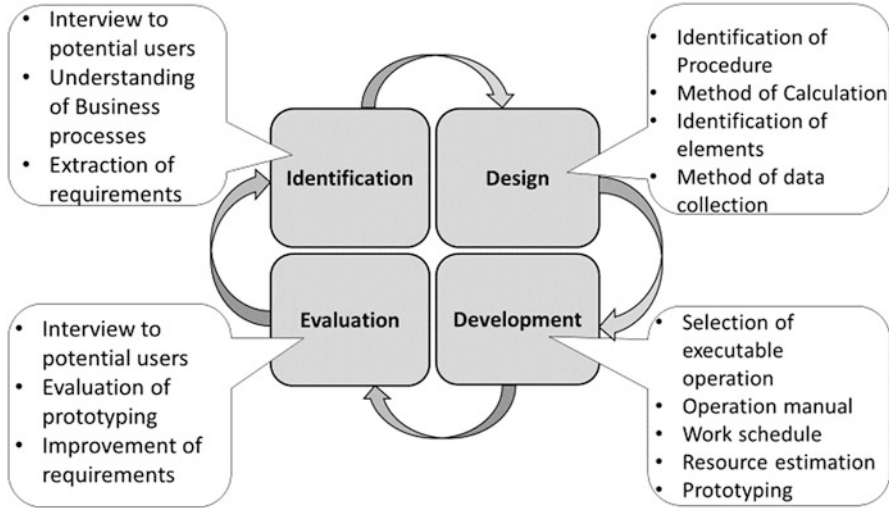 • Interview to
potential users
• Understanding
of Business
processes
• Extraction of
requirements
• Identification of
Procedure
• Method of Calculation
• Identification of
elements
• Method of data
collection
Identification
Design
Evaluation
Development
• Interview to
potential users
• Evaluation of
prototyping
• Improvement of
requirements
• Selection of
executable
operation
• Operation manual
• Work schedule
• Resource estimation
• Prototyping